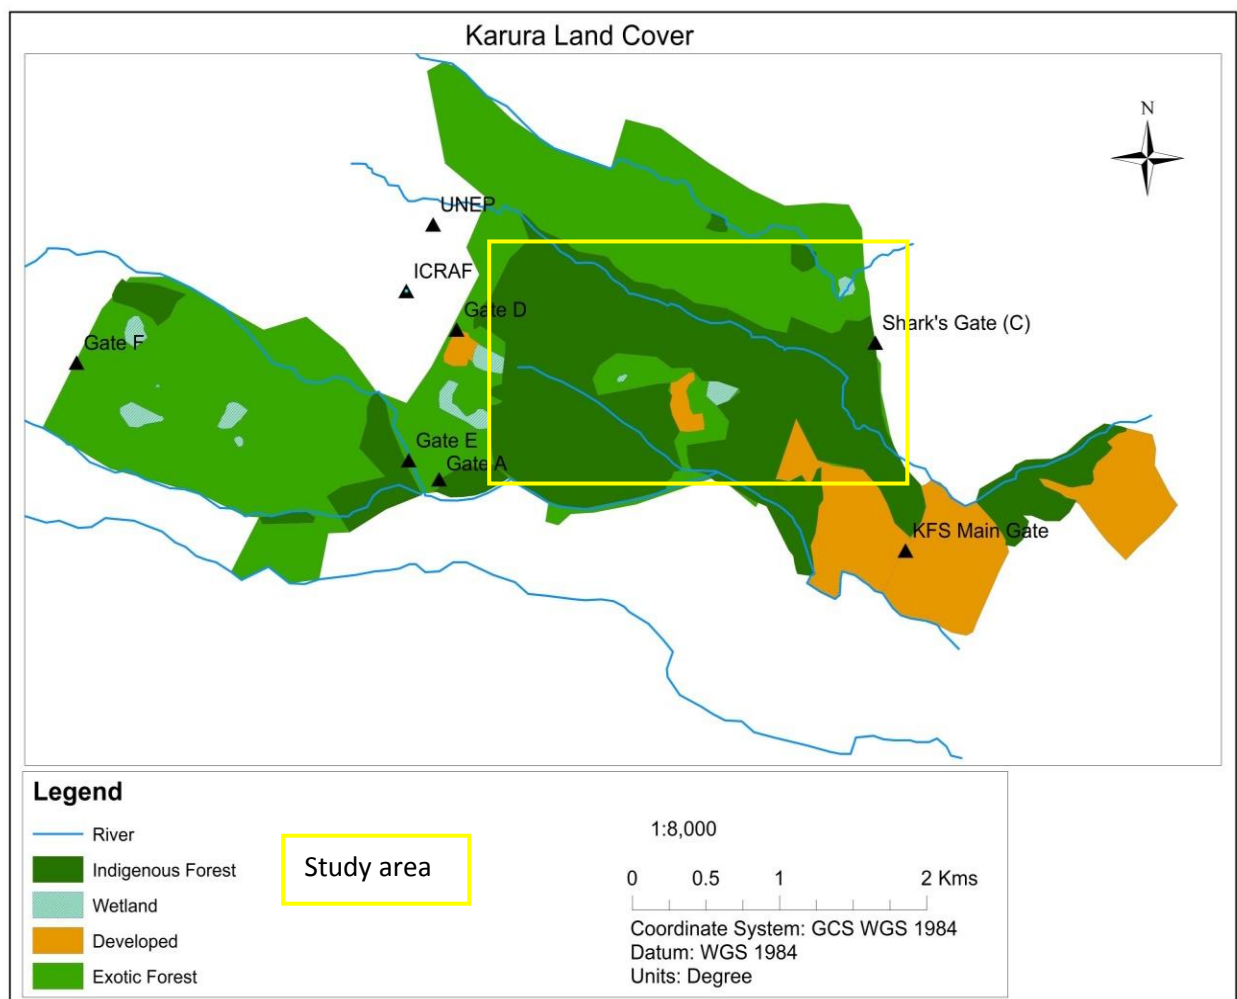 Karura Land Cover
N
UNEP
ICRAF
Gate D
Shark's Gate (C)
Gate F
Gate E
Gate A
KFS Main Gate
Legend
River
Indigenous Forest
Wetland
Developed
Exotic Forest
Study area
1:8,000
0 0.5 1 2 Kms
Coordinate System: GCS WGS 1984
Datum: WGS 1984
Units: Degree